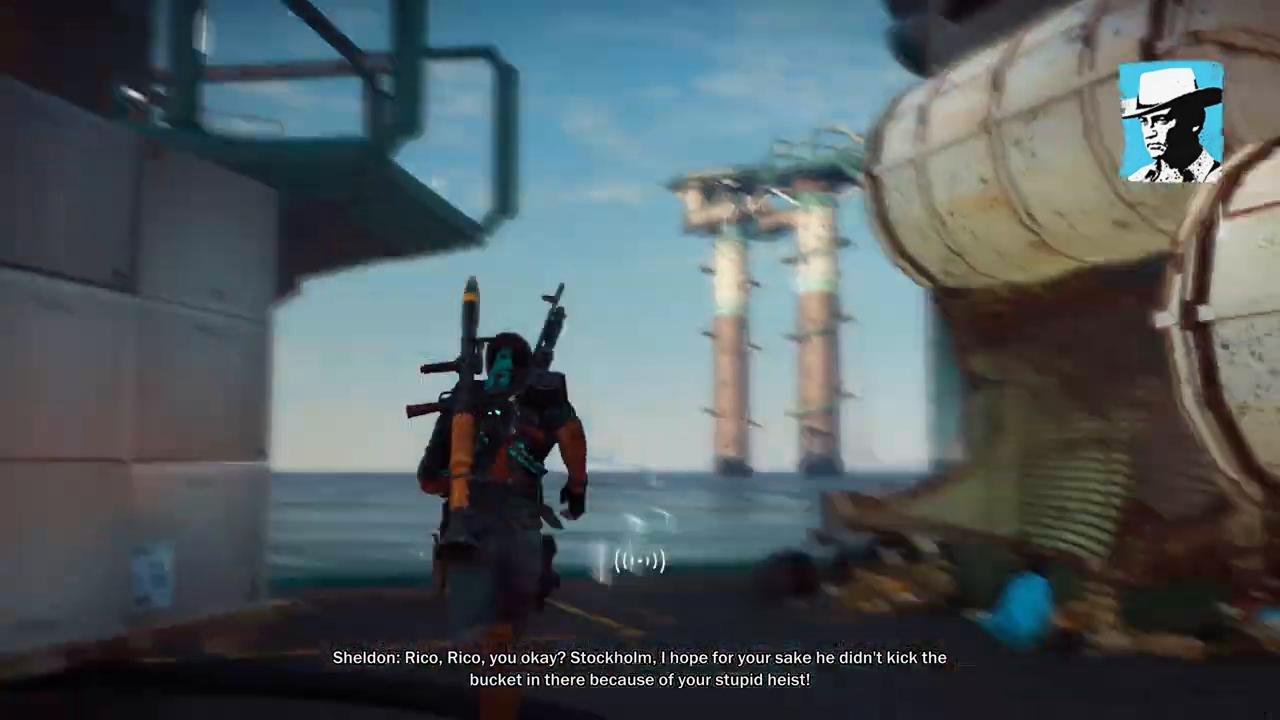 Sheldon: Rico, Rico, you okay? Stockholm, I hope for your sake he didn't kick the
bucket in there because of your stupid heist!